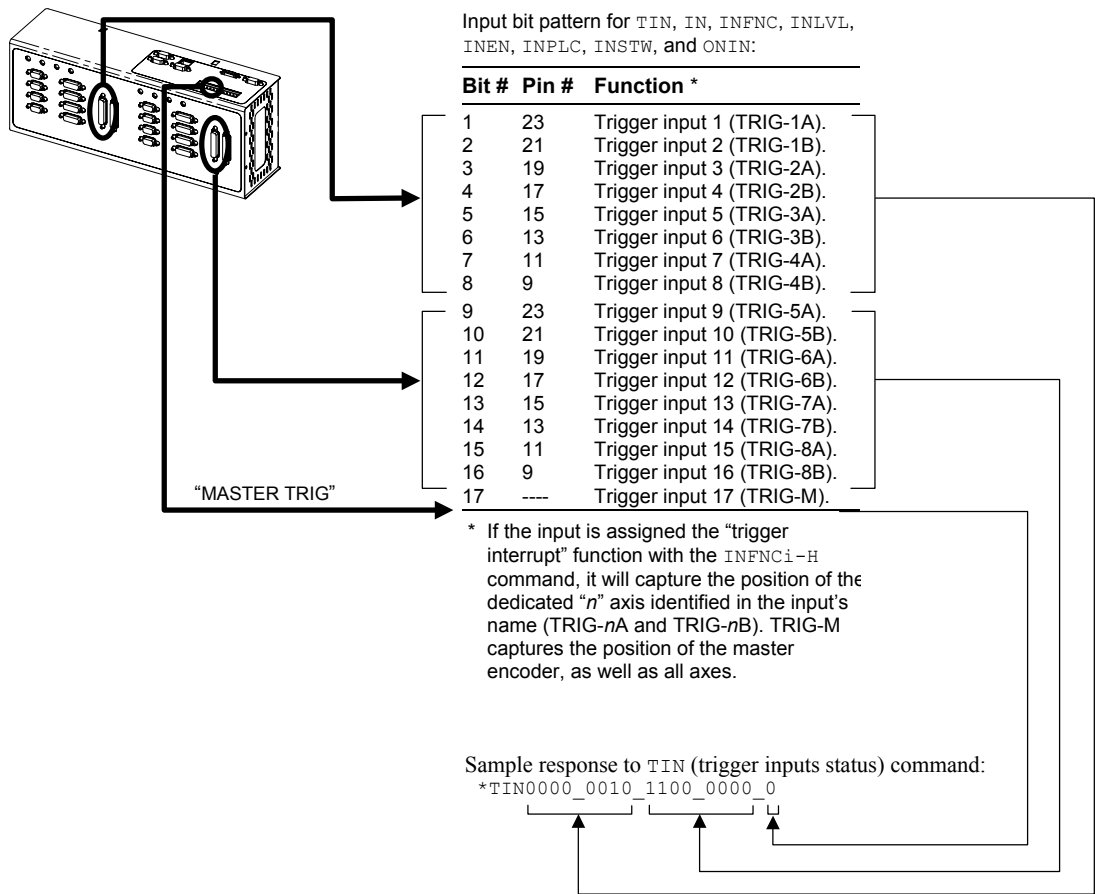 Input bit pattern for TIN, IN, INFNC, INLVL,
INEN, INPLC, INSTW, and ONIN:
Bit # Pin # Function *
1 23 Trigger input 1 (TRIG-1A).
2 21 Trigger input 2 (TRIG-1B).
3 19 Trigger input 3 (TRIG-2A).
4 17 Trigger input 4 (TRIG-2B).
5 15 Trigger input 5 (TRIG-3A).
6 13 Trigger input 6 (TRIG-3B).
7 11 Trigger input 7 (TRIG-4A).
8 9 Trigger input 8 (TRIG-4B).
9 23 Trigger input 9 (TRIG-5A).
10 21 Trigger input 10 (TRIG-5B).
11 19 Trigger input 11 (TRIG-6A).
12 17 Trigger input 12 (TRIG-6B).
13 15 Trigger input 13 (TRIG-7A).
14 13 Trigger input 14 (TRIG-7B).
15 11 Trigger input 15 (TRIG-8A).
16 9 Trigger input 16 (TRIG-8B).
17 ---- Trigger input 17 (TRIG-M).
“MASTER TRIG”
* If the input is assigned the “trigger
interrupt” function with the INFNCi-H
command, it will capture the position of the
dedicated “n” axis identified in the input’s
name (TRIG-nA and TRIG-nB). TRIG-M
captures the position of the master
encoder, as well as all axes.
Sample response to TIN (trigger inputs status) command:
*TIN0000_0010_1100_0000_0